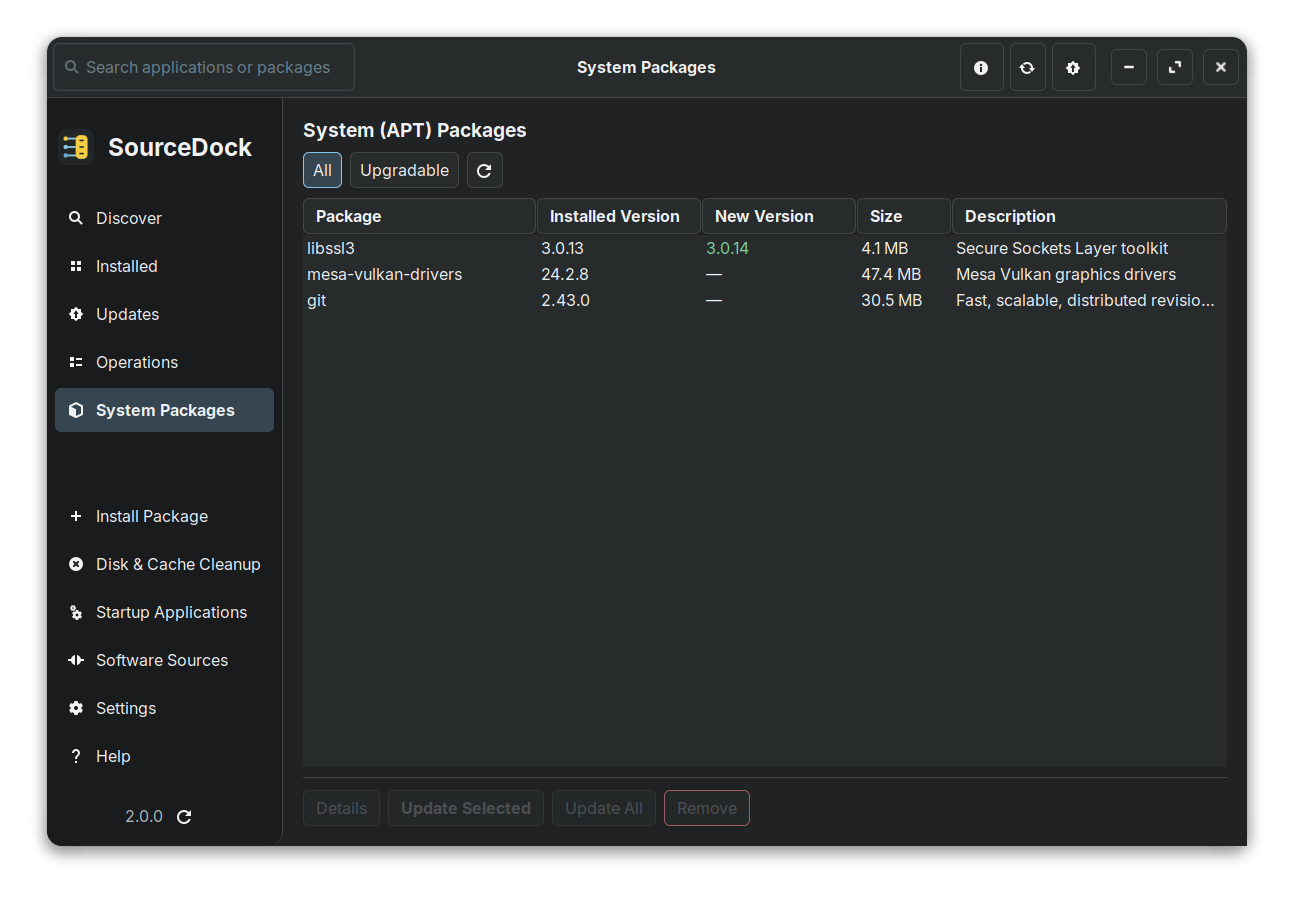 Search applications or packages
System Packages
SourceDock
Discover
Installed
Updates
Operations
System Packages
Install Package
Disk & Cache Cleanup
Startup Applications
Software Sources
Settings
? Help
2.0.0
System (APT) Packages
All Upgradable
Package Installed Version New Version Size Description
libssl3 3.0.13 3.0.14 4.1 MB Secure Sockets Layer toolkit
mesa-vulkan-drivers 24.2.8 — 47.4 MB Mesa Vulkan graphics drivers
git 2.43.0 — 30.5 MB Fast, scalable, distributed revisio...
Details Update Selected Update All Remove